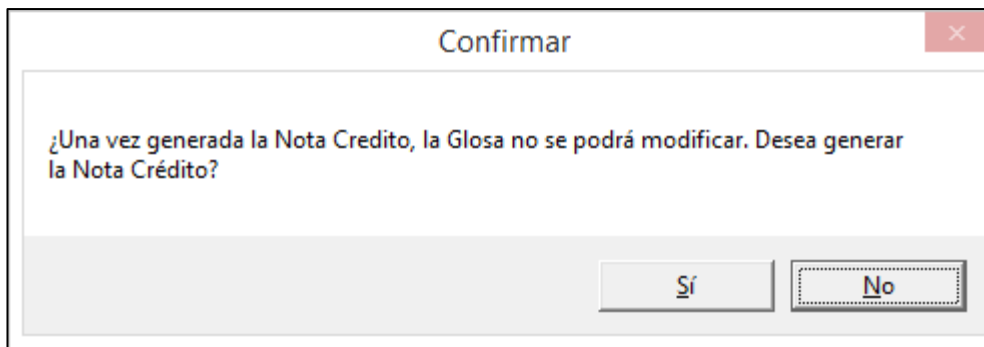 Confirmar
¿Una vez generada la Nota Credito, la Glosa no se podrá modificar. Desea generar
la Nota Crédito?
Sí
No